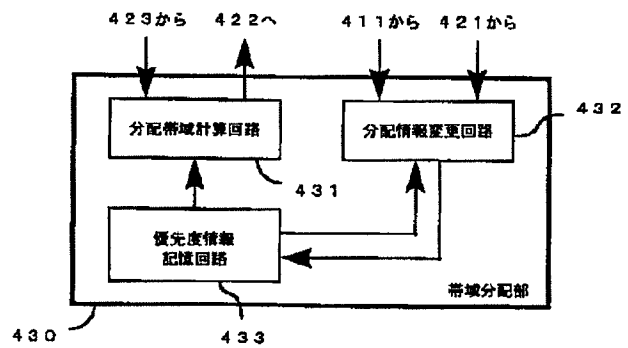 423から
422へ
411から
421から
分配帯域計算回路
分配情報変更回路
432
431
優先度情報
記憶回路
帯域分配部
430
433